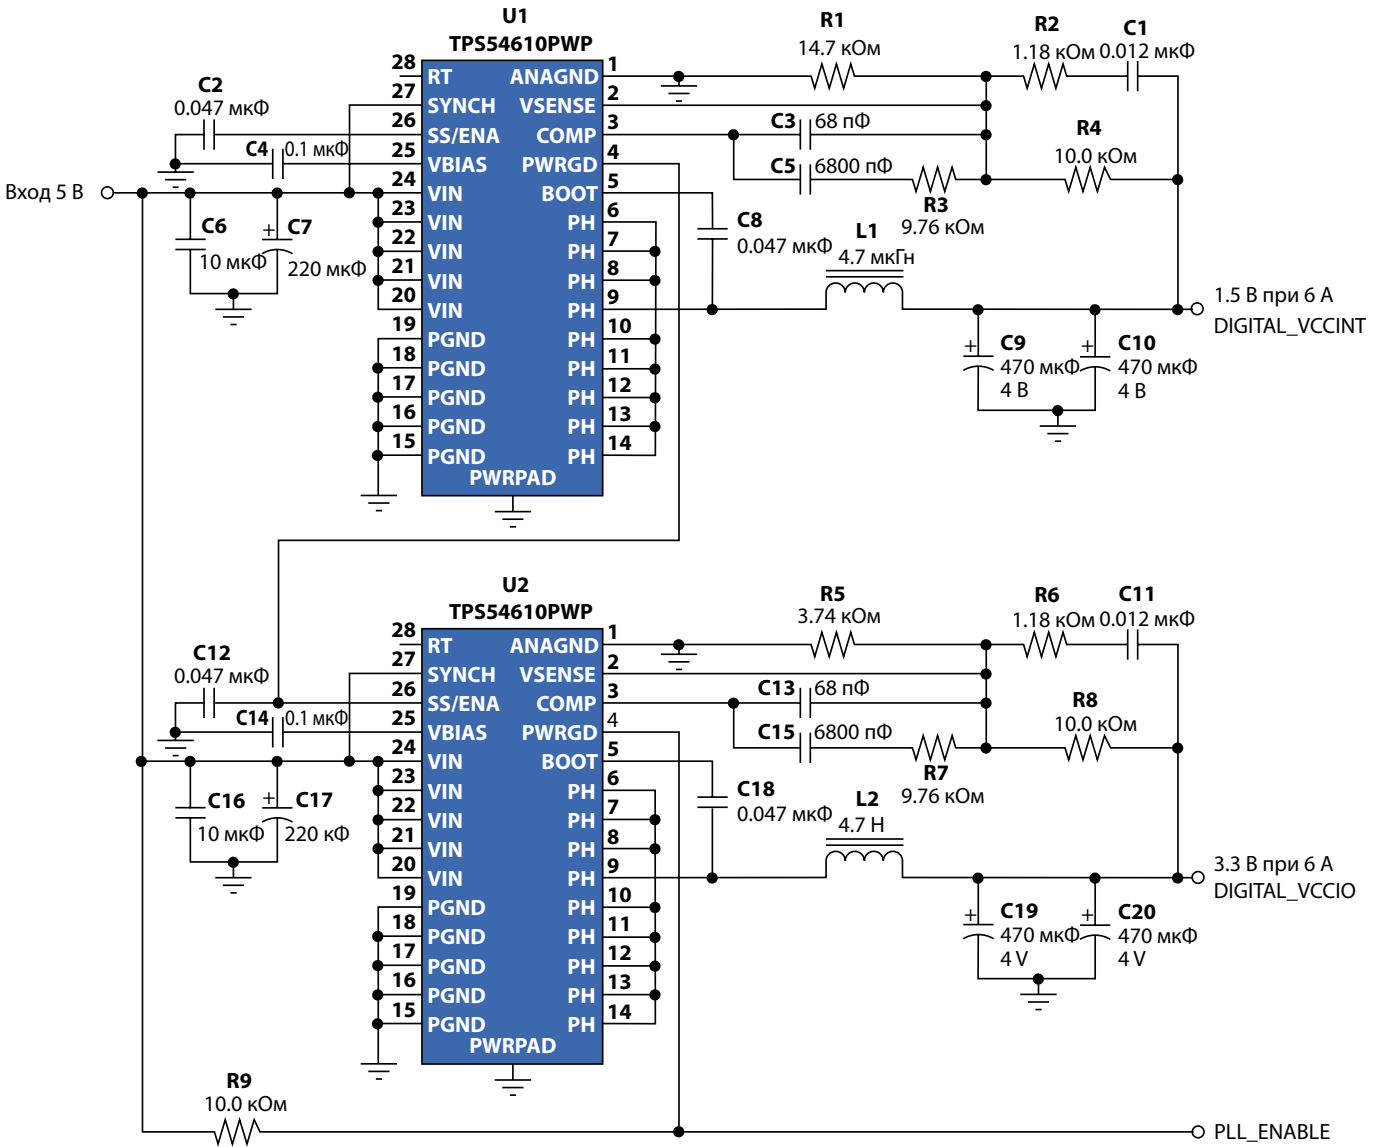 U1
TPS54610PWP
28 RT ANAGND 1
27 SYNCH VSENSE 2
26 SS/ENA COMP 3
25 VBIAS PWRGD 4
24 VIN BOOT 5
23 VIN PH 6
22 VIN PH 7
21 VIN PH 8
20 VIN PH 9
19 PGND PH 10
18 PGND PH 11
17 PGND PH 12
16 PGND PH 13
15 PGND PH 14
PWRPAD
C2
0.047 мкФ
C4 0.1 мкФ
Вход 5 В
C6
10 мкФ
C7
220 мкФ
R1
14.7 кОм
R2
1.18 кОм
C1
0.012 мкФ
C3 68 пФ
C5 6800 пФ
R3
9.76 кОм
R4
10.0 кОм
C8
0.047 мкФ
L1
4.7 мкГн
+ C9
470 мкФ
4 В
+ C10
470 мкФ
4 В
1.5 В при 6 А
DIGITAL_VCCINT
U2
TPS54610PWP
28 RT ANAGND 1
27 SYNCH VSENSE 2
26 SS/ENA COMP 3
25 VBIAS PWRGD 4
24 VIN BOOT 5
23 VIN PH 6
22 VIN PH 7
21 VIN PH 8
20 VIN PH 9
19 PGND PH 10
18 PGND PH 11
17 PGND PH 12
16 PGND PH 13
15 PGND PH 14
PWRPAD
C12
0.047 мкФ
C14 0.1 мкФ
C16
10 мкФ
+ C17
220 кФ
R5
3.74 кОм
R6
1.18 кОм
C11
0.012 мкФ
C13 68 пФ
C15 6800 пФ
R7
9.76 кОм
R8
10.0 кОм
C18
0.047 мкФ
L2
4.7 Н
+ C19
470 мкФ
4 V
+ C20
470 мкФ
4 V
3.3 В при 6 А
DIGITAL_VCCIO
R9
10.0 кОм
PLL_ENABLE